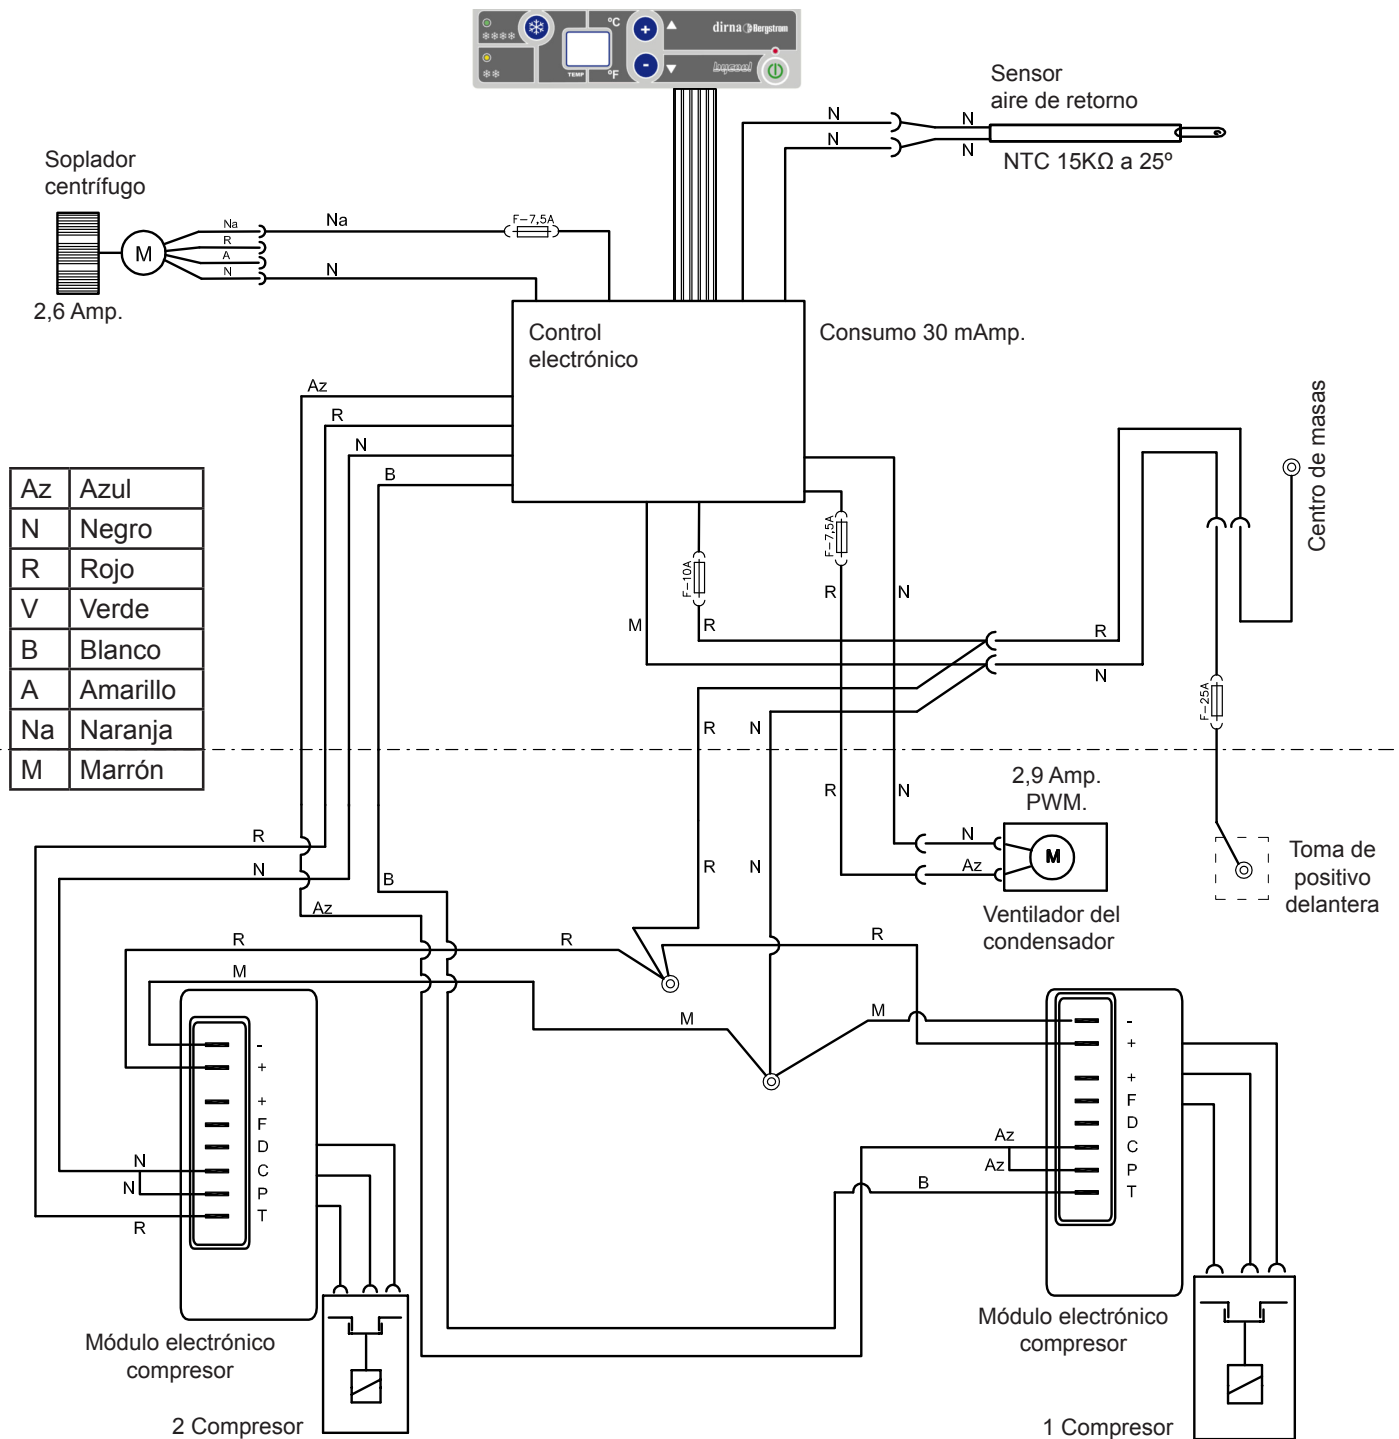 ºC
dirna Bergstrom
+
-
TEMP
ºF
bycool
Sensor
aire de retorno
N
N
N
N
NTC 15KΩ a 25º
Soplador
centrífugo
M
Na
R
A
N
Na
N
F-7,5A
2,6 Amp.
Control
electrónico
Consumo 30 mAmp.
Az
R
N
B
Centro de masas
Az Azul
N Negro
R Rojo
V Verde
B Blanco
A Amarillo
Na Naranja
M Marrón
F-10A
F-7,5A
R
N
M
R
R
N
F-25A
R
N
2,9 Amp.
PWM.
R
N
N
Az
M
Ventilador del
condensador
Toma de
positivo
delantera
R
N
B
Az
R
N
R
R
R
M
M
M
-
+
+
F
D
C
P
T
N
N
R
-
+
+
F
D
C
P
T
Az
Az
B
Módulo electrónico
compresor
2 Compresor
Módulo electrónico
compresor
1 Compresor